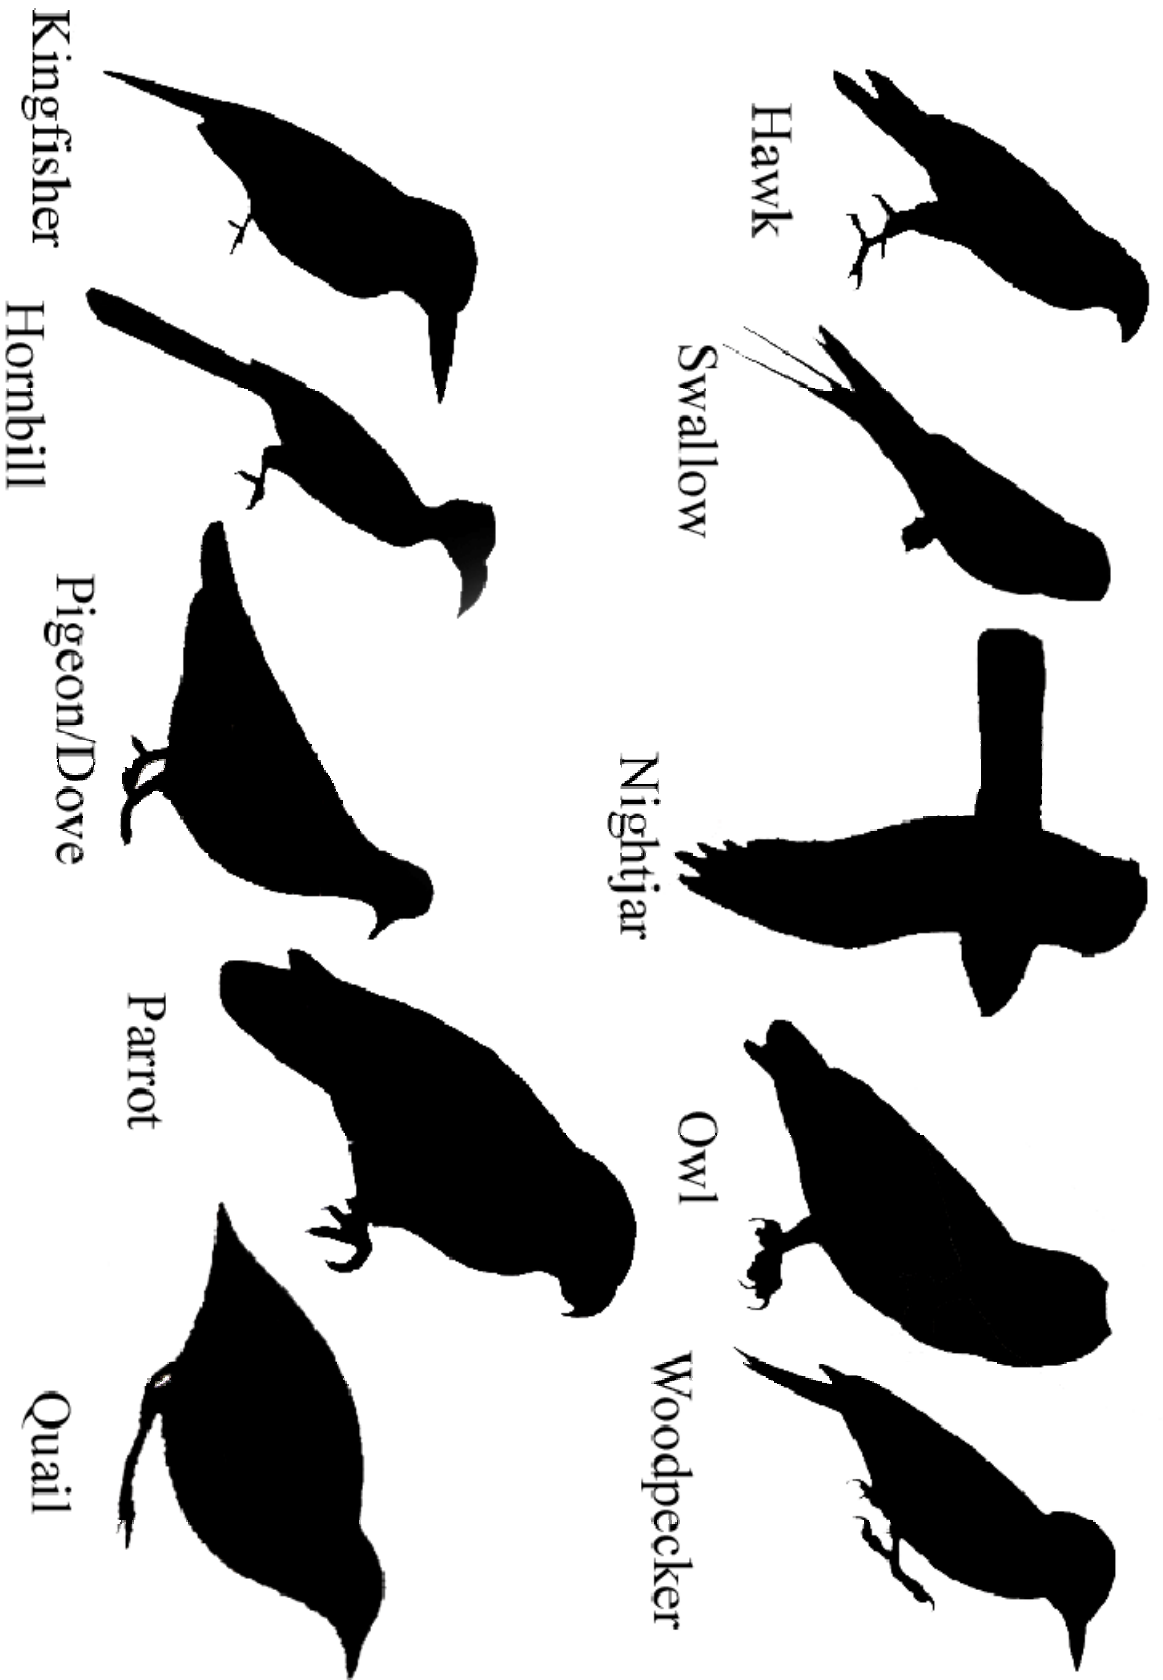 Hawk
Swallow
Nightjar
Owl
Woodpecker
Kingfisher
Hornbill
Pigeon/Dove
Parrot
Quail